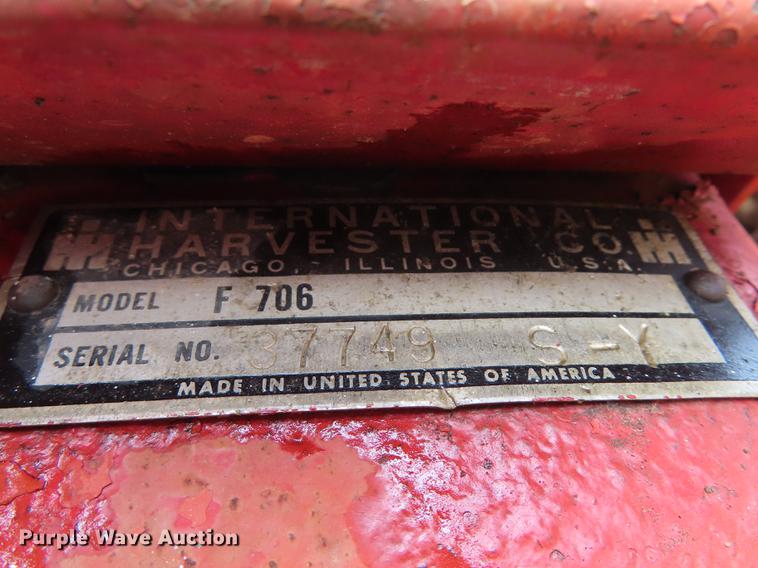 INTERNATIONAL
HARVESTER CO.
CHICAGO, ILLINOIS U.S.A.
MODEL F 706
SERIAL NO. 37749 S-Y
MADE IN UNITED STATES OF AMERICA
Purple Wave Auction